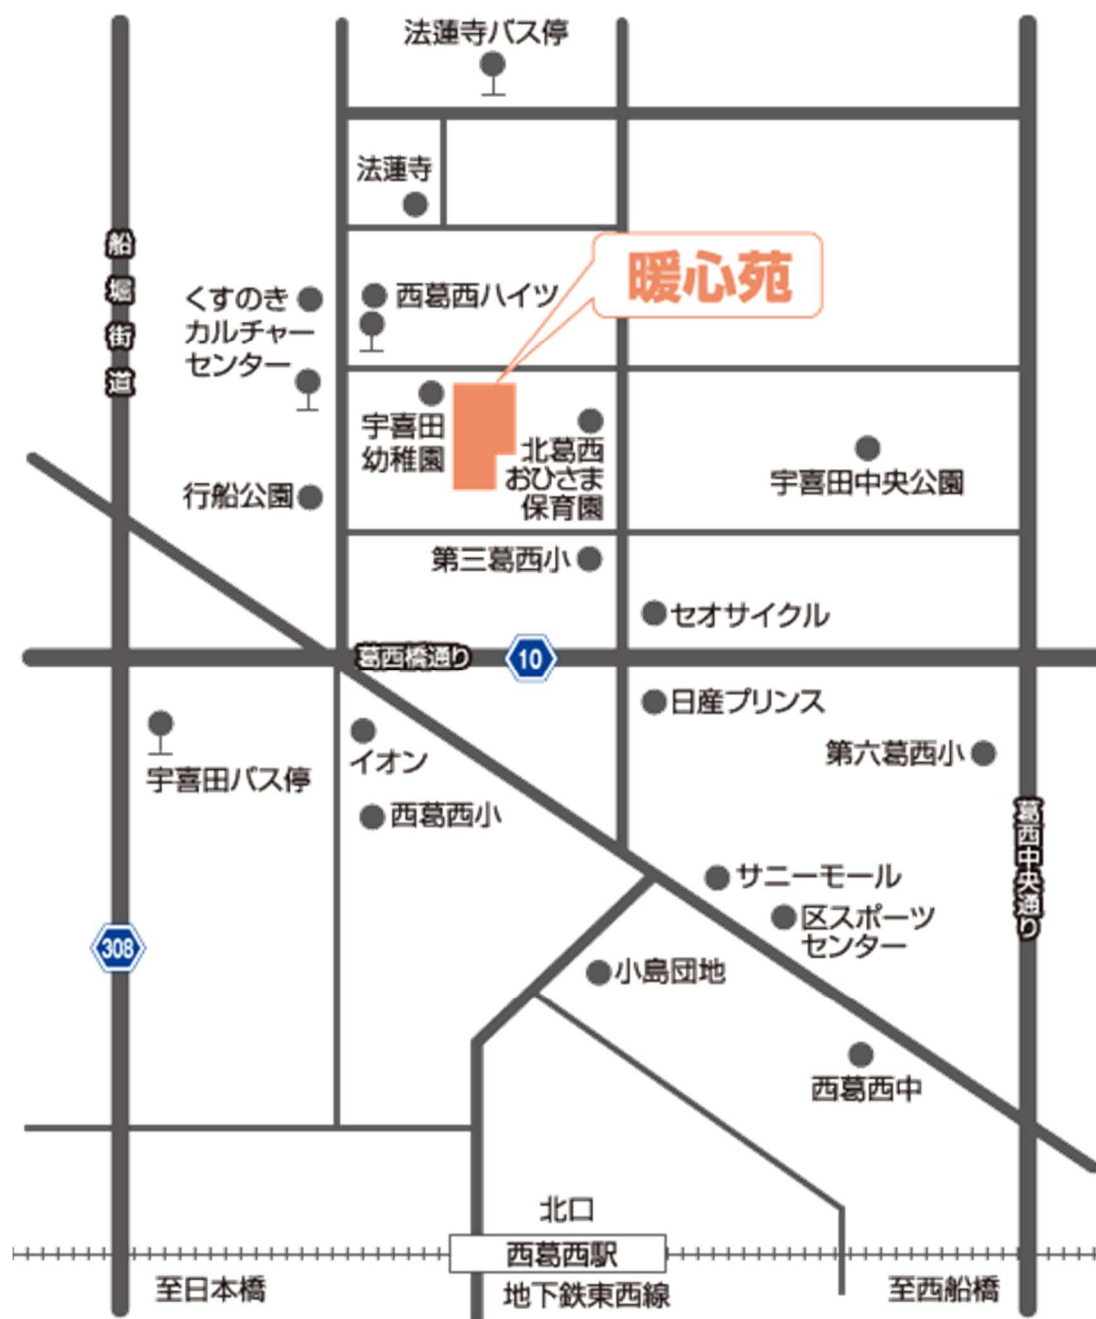 法蓮寺バス停
法蓮寺
船堀街道
暖心苑
くすのき
カルチャー
センター
西葛西ハイツ
宇喜田
幼稚園
北葛西
おひさま
保育園
宇喜田中央公園
行船公園
第三葛西小
セオサイクル
葛西橋通り
10
日産プリンス
宇喜田バス停
イオン
第六葛西小
西葛西小
葛西中央通り
サニーモール
区スポーツ
センター
308
小島団地
西葛西中
北口
西葛西駅
至日本橋
地下鉄東西線
至西船橋